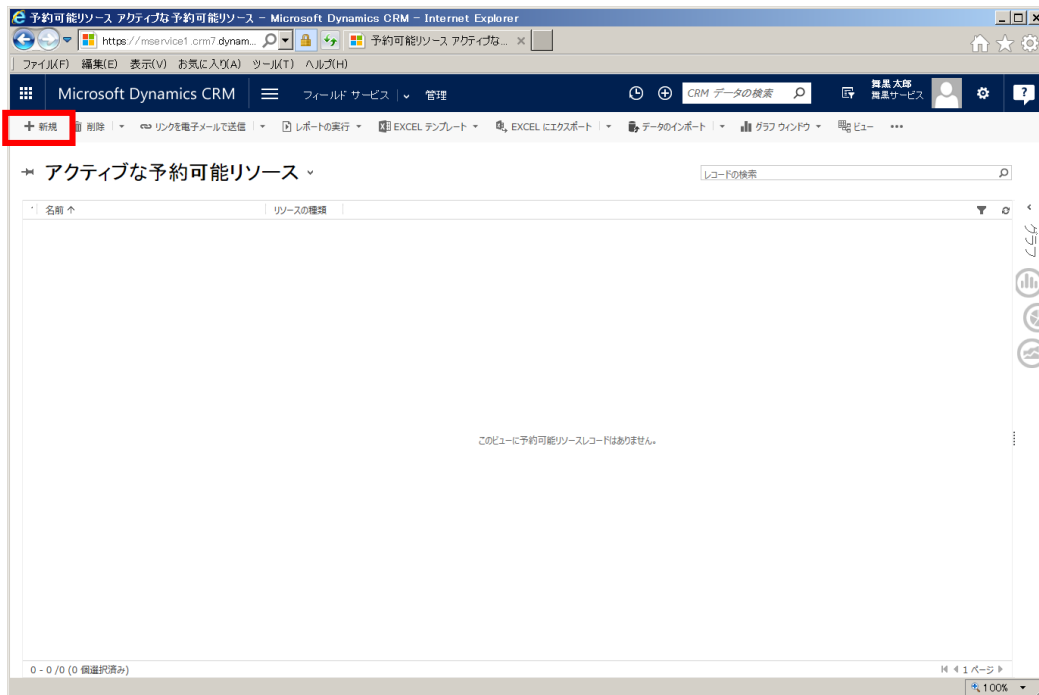 予約可能リソース アクティブな予約可能リソース - Microsoft Dynamics CRM - Internet Explorer
https://mservice1.crm7.dynam... 予約可能リソース アクティブな... ×
ファイル(F) 編集(E) 表示(V) お気に入り(A) ツール(T) ヘルプ(H)
Microsoft Dynamics CRM フィールド サービス 管理 CRM データの検索 舞黒 太郎
舞黒サービス
新規 削除 リンクを電子メールで送信 レポートの実行 EXCEL テンプレート EXCEL にエクスポート データのインポート グラフ ウィンドウ ビュー •••
アクティブな予約可能リソース
レコードの検索
名前 ↑ リソースの種類
グラフ
このビューに予約可能リソースレコードはありません。
0 - 0 /0 (0 個選択済み) 1 ページ
100%